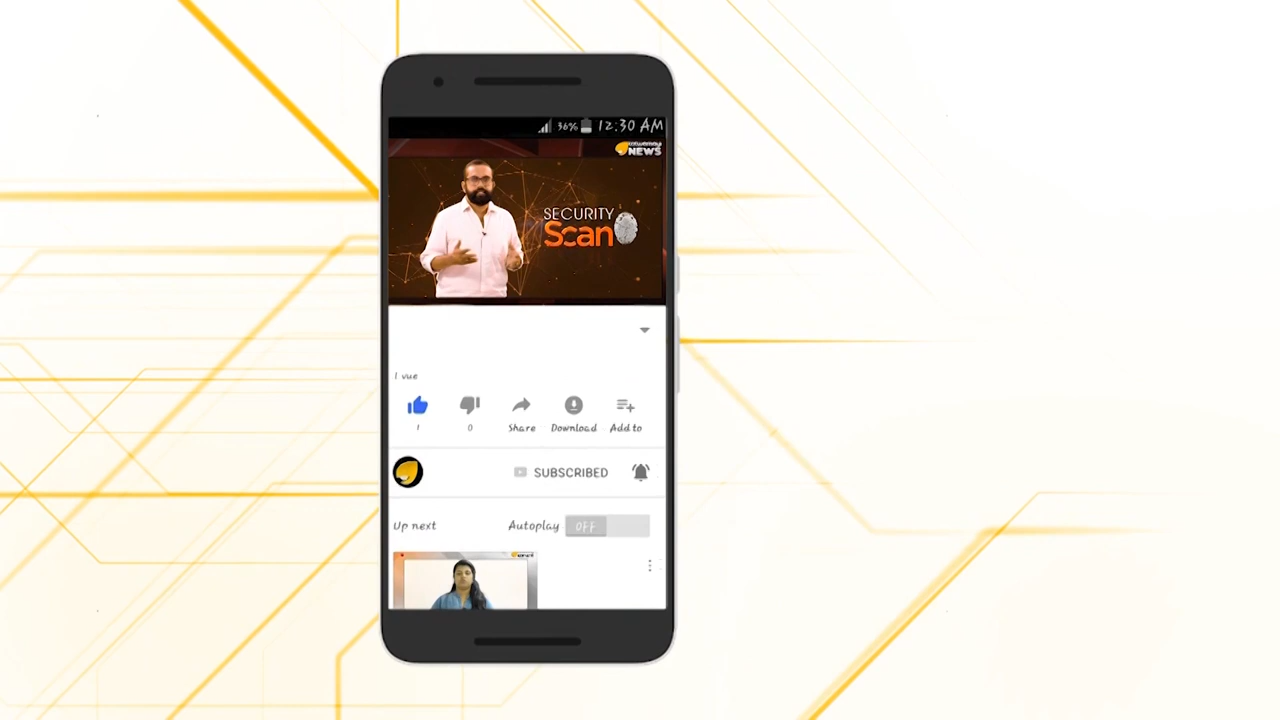 36% 12:30 AM
NEWS
SECURITY
Scan
1 vue
1 0 Share Download Add to
SUBSCRIBED
Up next Autoplay OFF